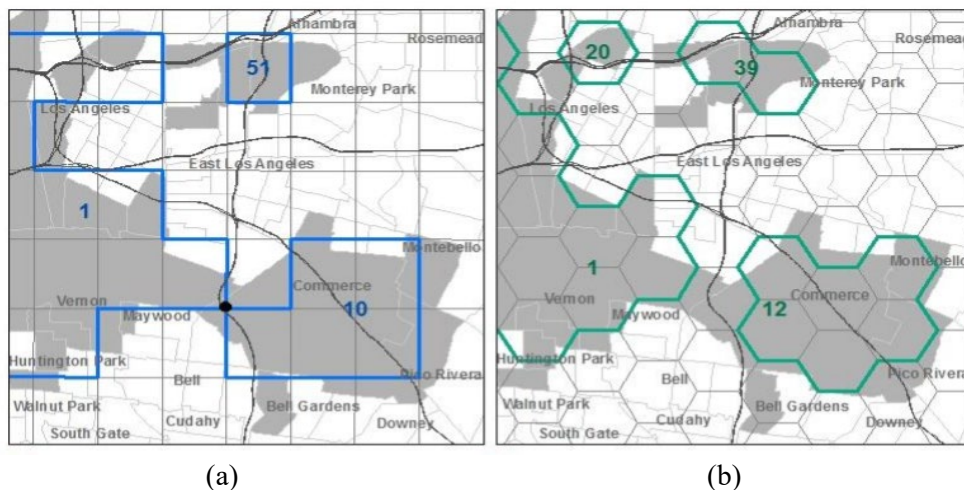 Alhambra
Rosemead
51
Monterey Park
Los Angeles
East Los Angeles
1
Montebello
Commerce
Vernon
10
Maywood
Huntington Park
Pico Rivera
Bell
Walnut Park
Bell Gardens
Cudahy
Downey
South Gate
(a)
Alhambra
Rosemead
20
39
Monterey Park
Los Angeles
East Los Angeles
Montebello
1
Commerce
Vernon
12
Maywood
Huntington Park
Pico Rivera
Bell
Walnut Park
Bell Gardens
Cudahy
Downey
South Gate
(b)